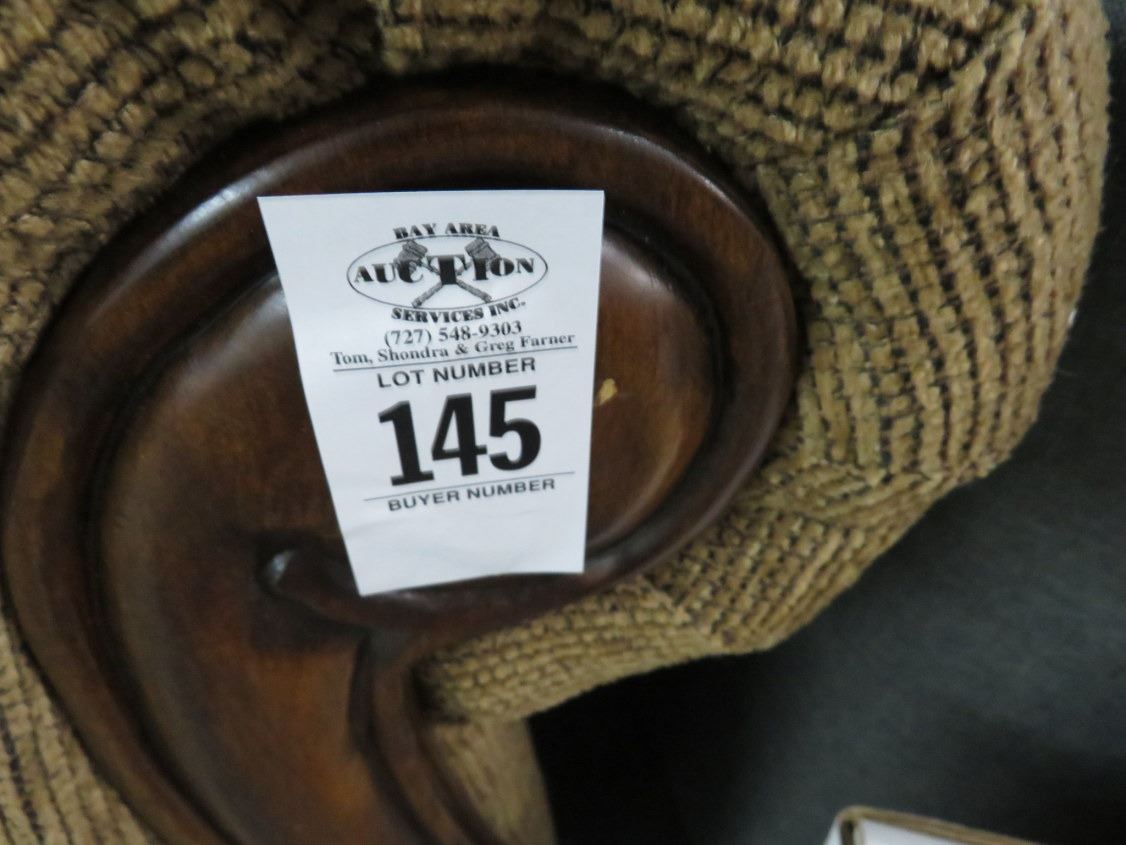 BAY AREA
AUCTION
SERVICES INC.
(727) 548-9303
Tom, Shondra & Greg Farner
LOT NUMBER
145
BUYER NUMBER